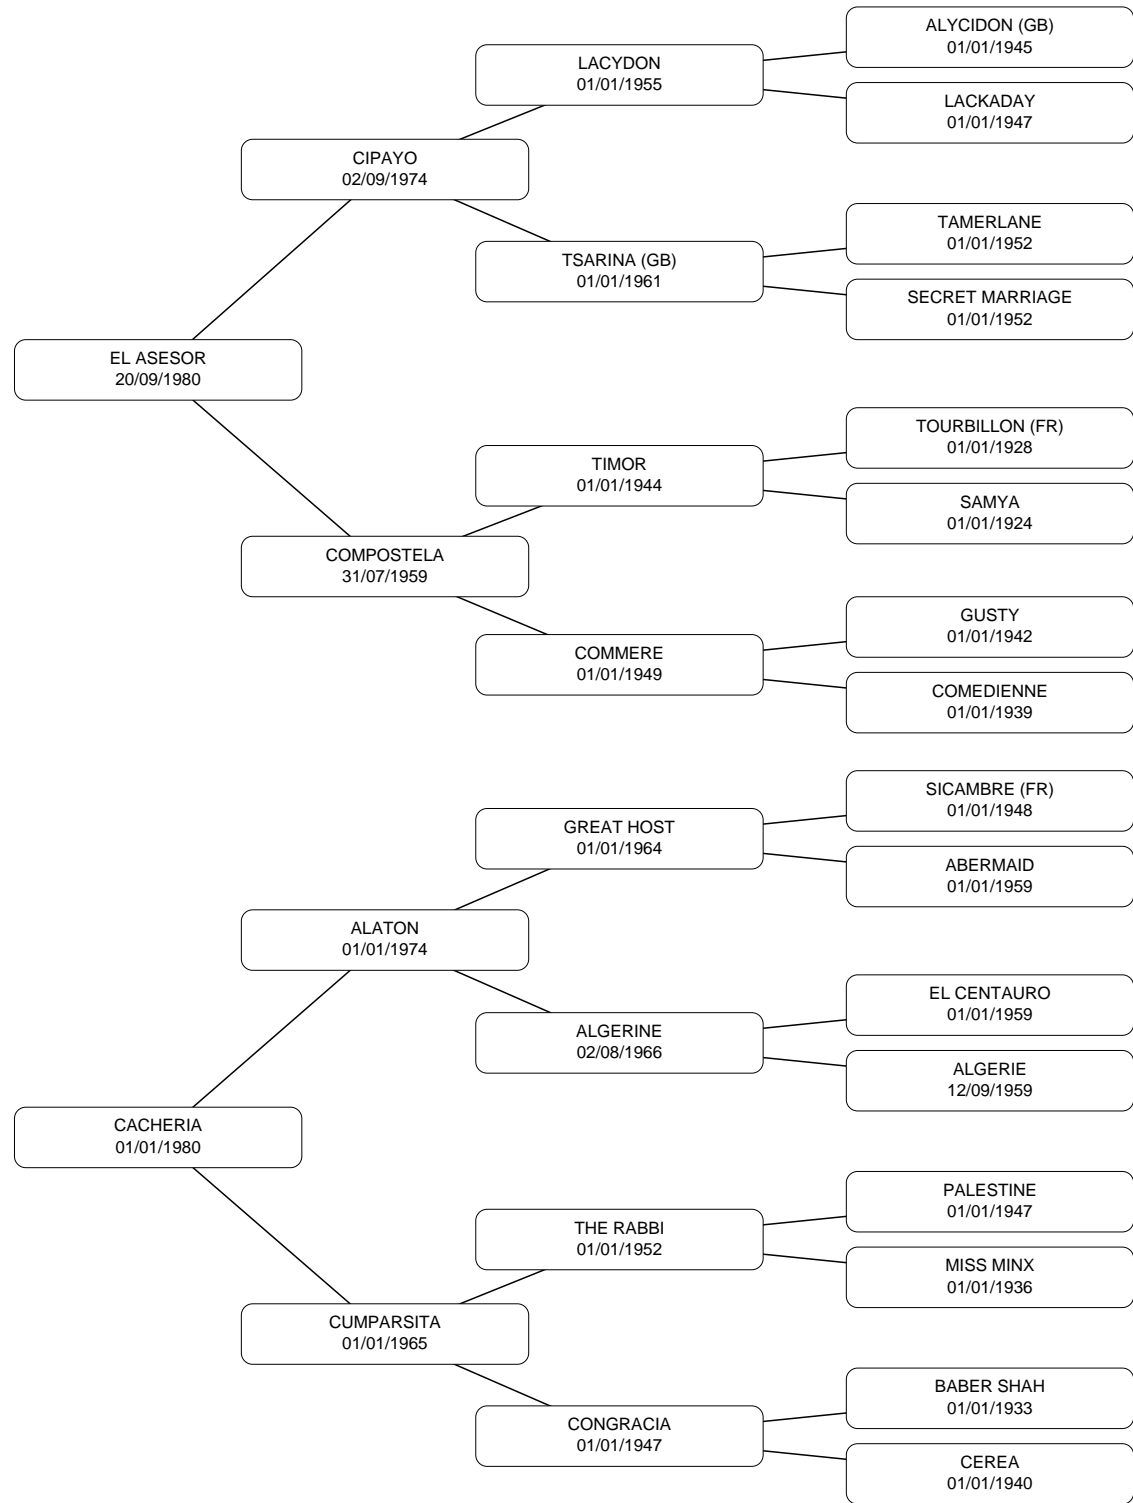 ALYCIDON (GB)
01/01/1945
LACYDON
01/01/1955
LACKADAY
01/01/1947
CIPAYO
02/09/1974
TAMERLANE
01/01/1952
TSARINA (GB)
01/01/1961
SECRET MARRIAGE
01/01/1952
EL ASESOR
20/09/1980
TOURBILLON (FR)
01/01/1928
TIMOR
01/01/1944
SAMYA
01/01/1924
COMPOSTELA
31/07/1959
GUSTY
01/01/1942
COMMERE
01/01/1949
COMEDIENNE
01/01/1939
SICAMBRE (FR)
01/01/1948
GREAT HOST
01/01/1964
ABERMAID
01/01/1959
ALATON
01/01/1974
EL CENTAURO
01/01/1959
ALGERINE
02/08/1966
ALGERIE
12/09/1959
CACHERIA
01/01/1980
PALESTINE
01/01/1947
THE RABBI
01/01/1952
MISS MINX
01/01/1936
CUMPARSITA
01/01/1965
BABER SHAH
01/01/1933
CONGRACIA
01/01/1947
CEREA
01/01/1940